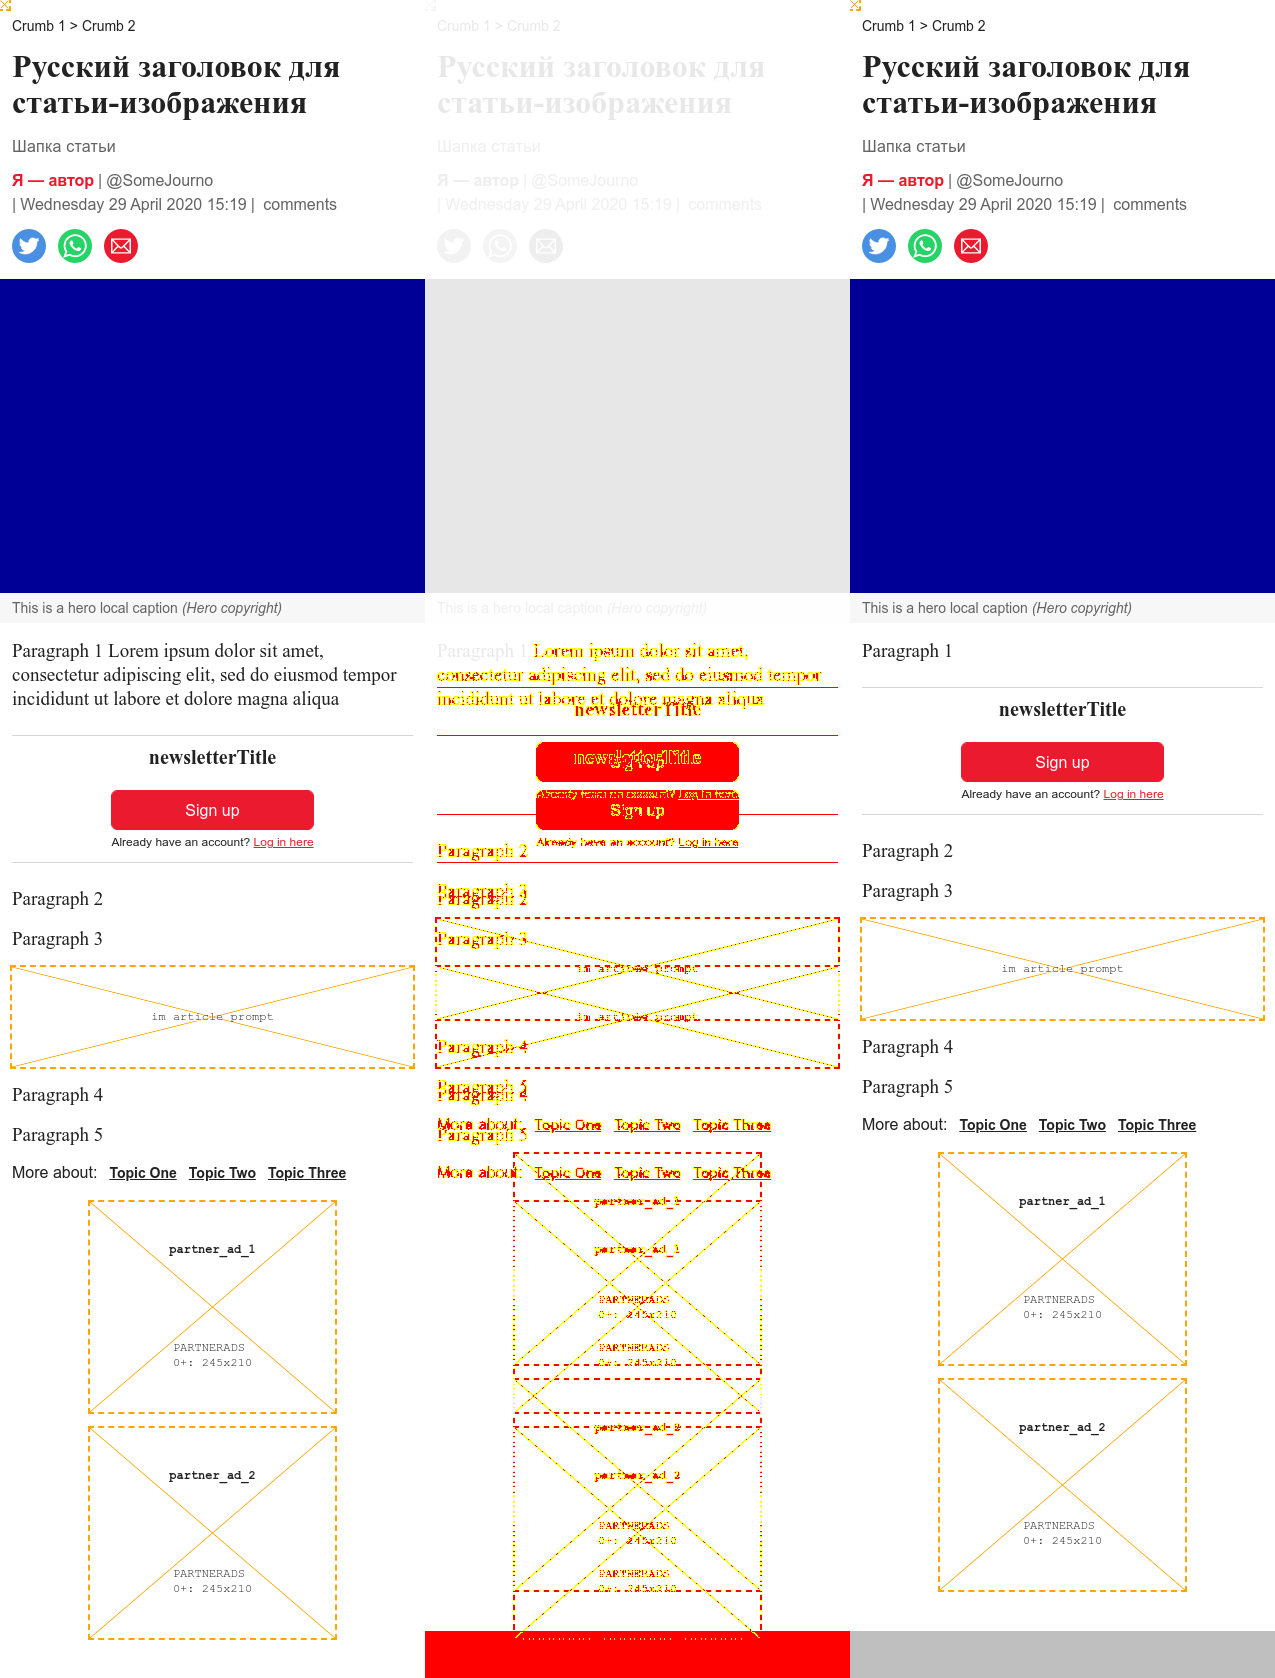 Crumb 1 > Crumb 2
Русский заголовок для
статьи-изображения
Шапка статьи
Я — автор | @SomeJourno
| Wednesday 29 April 2020 15:19 | comments
This is a hero local caption (Hero copyright)
Paragraph 1 Lorem ipsum dolor sit amet,
consectetur adipiscing elit, sed do eiusmod tempor
incididunt ut labore et dolore magna aliqua
newsletterTitle
Sign up
Already have an account? Log in here
Paragraph 2
Paragraph 3
im article prompt
Paragraph 4
Paragraph 5
More about: Topic One Topic Two Topic Three
partner_ad_1
PARTNERADS
0+: 245x210
partner_ad_2
PARTNERADS
0+: 245x210
Crumb 1 > Crumb 2
Русский заголовок для
статьи-изображения
Шапка статьи
Я — автор | @SomeJourno
| Wednesday 29 April 2020 15:19 | comments
This is a hero local caption (Hero copyright)
Paragraph 1 Lorem ipsum dolor sit amet,
consectetur adipiscing elit, sed do eiusmod tempor
incididunt ut labore et dolore magna aliqua
newsletterTitle
newsletterTitle
Already have an account? Log in here
Sign up
Already have an account? Log in here
Paragraph 2
Paragraph 3
Paragraph 2
Paragraph 3
im article prompt
im article prompt
Paragraph 4
Paragraph 5
Paragraph 4
More about: Topic One Topic Two Topic Three
Paragraph 5
More about: Topic One Topic Two Topic Three
partner_ad_1
partner_ad_1
PARTNERADS
0+: 245x210
PARTNERADS
0+: 245x210
partner_ad_2
partner_ad_2
PARTNERADS
0+: 245x210
PARTNERADS
0+: 245x210
Crumb 1 > Crumb 2
Русский заголовок для
статьи-изображения
Шапка статьи
Я — автор | @SomeJourno
| Wednesday 29 April 2020 15:19 | comments
This is a hero local caption (Hero copyright)
Paragraph 1
newsletterTitle
Sign up
Already have an account? Log in here
Paragraph 2
Paragraph 3
im article prompt
Paragraph 4
Paragraph 5
More about: Topic One Topic Two Topic Three
partner_ad_1
PARTNERADS
0+: 245x210
partner_ad_2
PARTNERADS
0+: 245x210